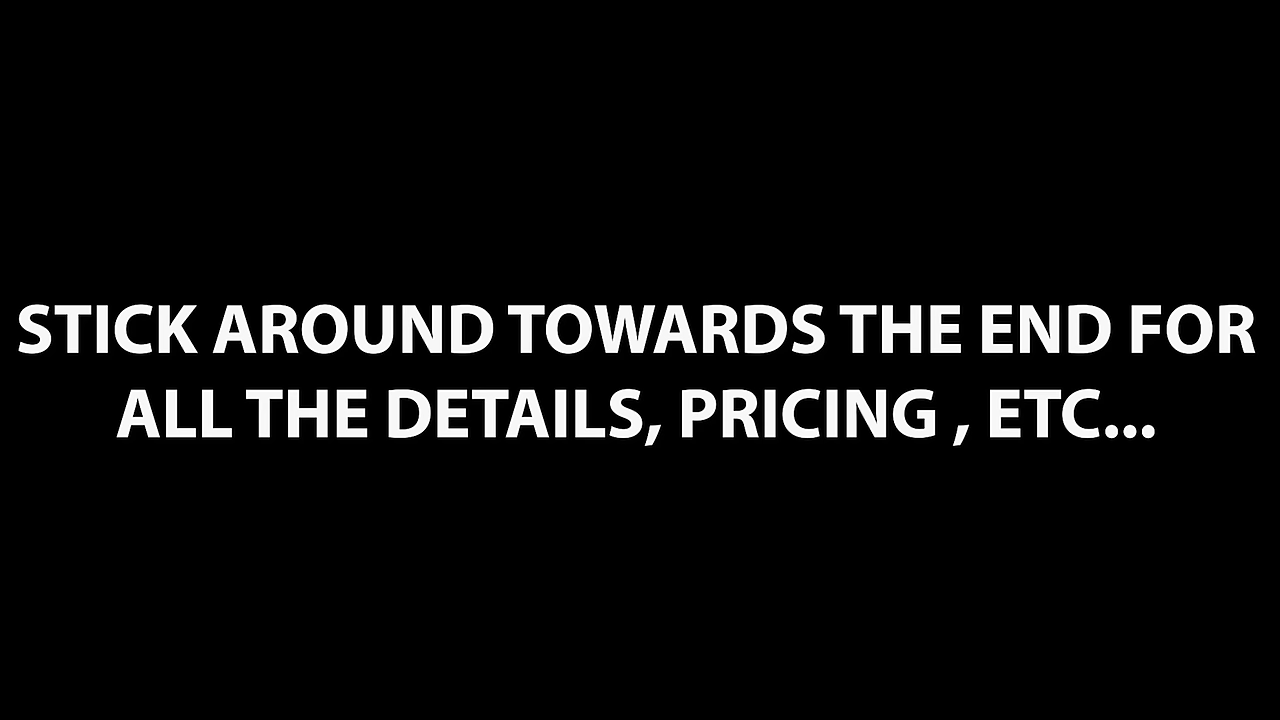 STICK AROUND TOWARDS THE END FOR
ALL THE DETAILS, PRICING , ETC...